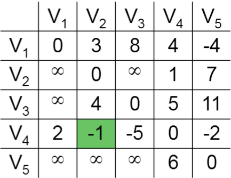 V₁ V₂ V₃ V₄ V₅
V₁ 0 3 8 4 -4
V₂ ∞ 0 ∞ 1 7
V₃ ∞ 4 0 5 11
V₄ 2 -1 -5 0 -2
V₅ ∞ ∞ ∞ 6 0